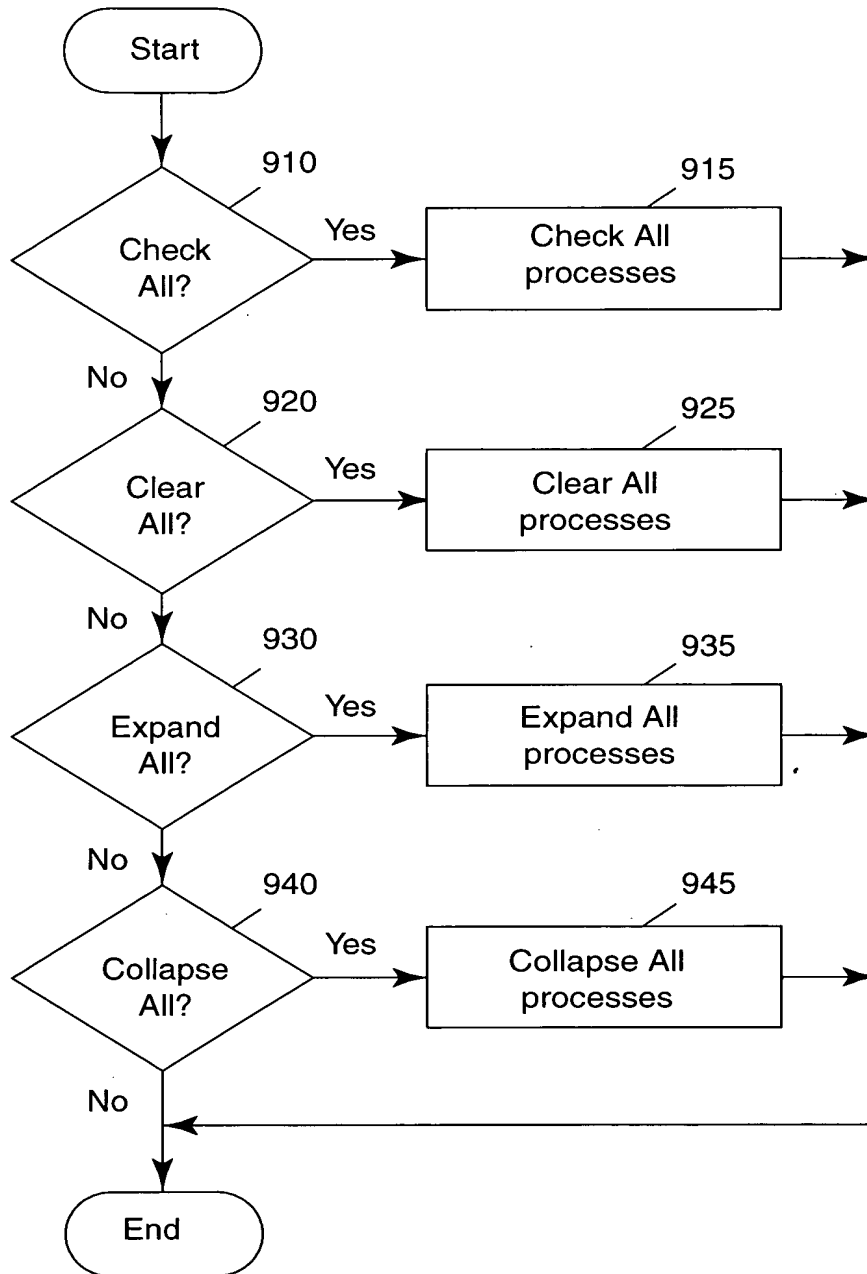 Start
910
Check
All?
Yes
915
Check All
processes
No
920
Clear
All?
Yes
925
Clear All
processes
No
930
Expand
All?
Yes
935
Expand All
processes
No
940
Collapse
All?
Yes
945
Collapse All
processes
No
End